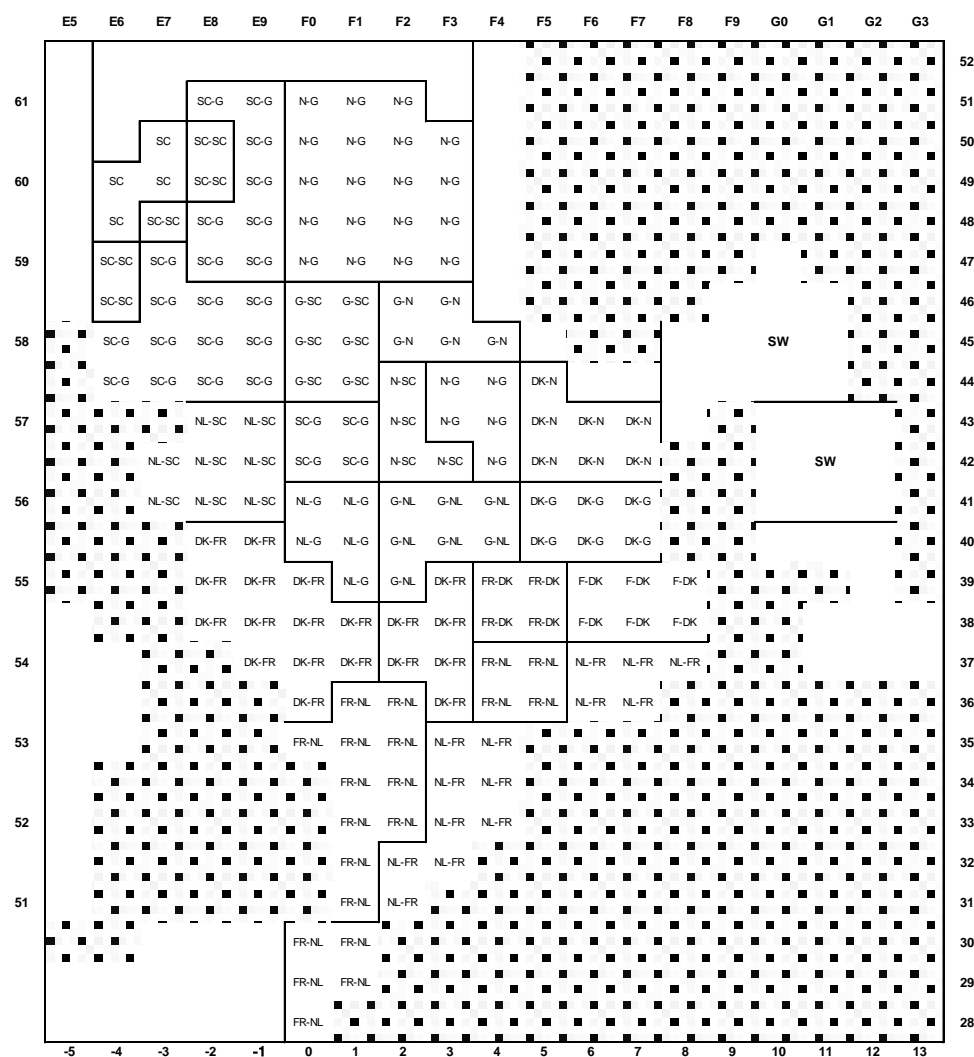 E5 E6 E7 E8 E9 F0 F1 F2 F3 F4 F5 F6 F7 F8 F9 G0 G1 G2 G3
52
61 SC-G SC-G N-G N-G N-G 51
SC SC-SC SC-G N-G N-G N-G N-G 50
60 SC SC SC-SC SC-G N-G N-G N-G N-G 49
SC SC-SC SC-G SC-G N-G N-G N-G N-G 48
59 SC-SC SC-G SC-G SC-G N-G N-G N-G N-G 47
SC-SC SC-G SC-G SC-G G-SC G-SC G-N G-N 46
58 SC-G SC-G SC-G SC-G G-SC G-SC G-N G-N G-N SW 45
SC-G SC-G SC-G SC-G G-SC G-SC N-SC N-G N-G DK-N 44
57 NL-SC NL-SC SC-G SC-G N-SC N-G N-G DK-N DK-N DK-N 43
NL-SC NL-SC NL-SC SC-G SC-G N-SC N-SC N-G DK-N DK-N DK-N SW 42
56 NL-SC NL-SC NL-SC NL-G NL-G G-NL G-NL G-NL DK-G DK-G DK-G 41
DK-FR DK-FR NL-G NL-G G-NL G-NL G-NL DK-G DK-G DK-G 40
55 DK-FR DK-FR DK-FR NL-G G-NL DK-FR FR-DK FR-DK F-DK F-DK F-DK 39
DK-FR DK-FR DK-FR DK-FR DK-FR DK-FR FR-DK FR-DK F-DK F-DK F-DK 38
54 DK-FR DK-FR DK-FR DK-FR DK-FR FR-NL FR-NL NL-FR NL-FR NL-FR 37
DK-FR FR-NL FR-NL DK-FR FR-NL FR-NL NL-FR NL-FR 36
53 FR-NL FR-NL FR-NL NL-FR NL-FR 35
FR-NL FR-NL NL-FR NL-FR 34
52 FR-NL FR-NL NL-FR NL-FR 33
FR-NL NL-FR NL-FR 32
51 FR-NL NL-FR 31
FR-NL FR-NL 30
FR-NL FR-NL 29
FR-NL 28
-5 -4 -3 -2 -1 0 1 2 3 4 5 6 7 8 9 10 11 12 13